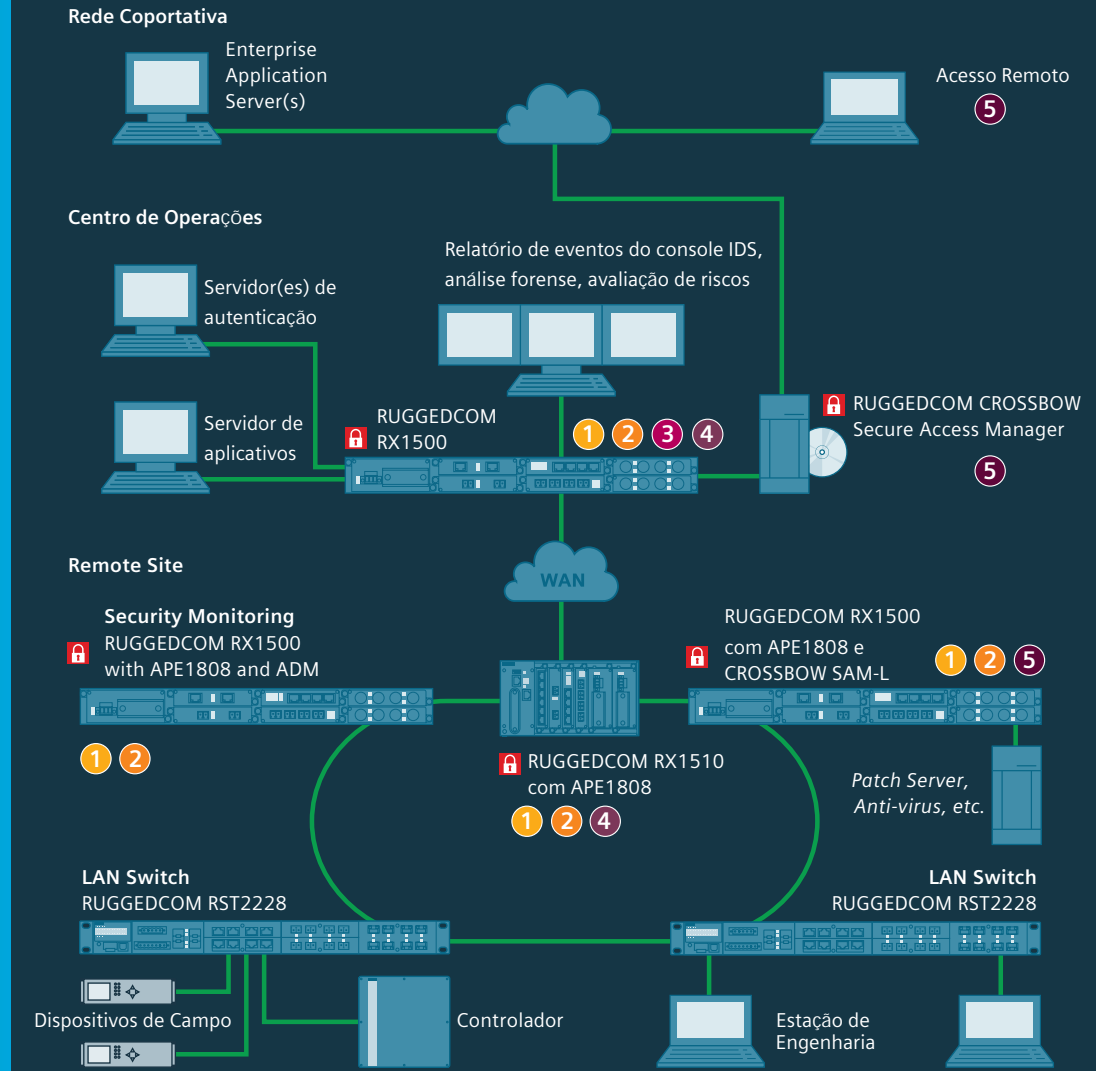 Rede Coportativa
Enterprise
Application
Server(s)
Acesso Remoto
5
Centro de Operações
Relatório de eventos do console IDS,
análise forense, avaliação de riscos
Servidor(es) de
autenticação
Servidor de
aplicativos
RUGGEDCOM
RX1500
1 2 3 4
RUGGEDCOM CROSSBOW
Secure Access Manager
5
WAN
Remote Site
Security Monitoring
RUGGEDCOM RX1500
with APE1808 and ADM
1 2
RUGGEDCOM RX1510
com APE1808
1 2 4
RUGGEDCOM RX1500
com APE1808 e
CROSSBOW SAM-L
1 2 5
Patch Server,
Anti-virus, etc.
LAN Switch
RUGGEDCOM RST2228
LAN Switch
RUGGEDCOM RST2228
Dispositivos de Campo
Controlador
Estação de
Engenharia